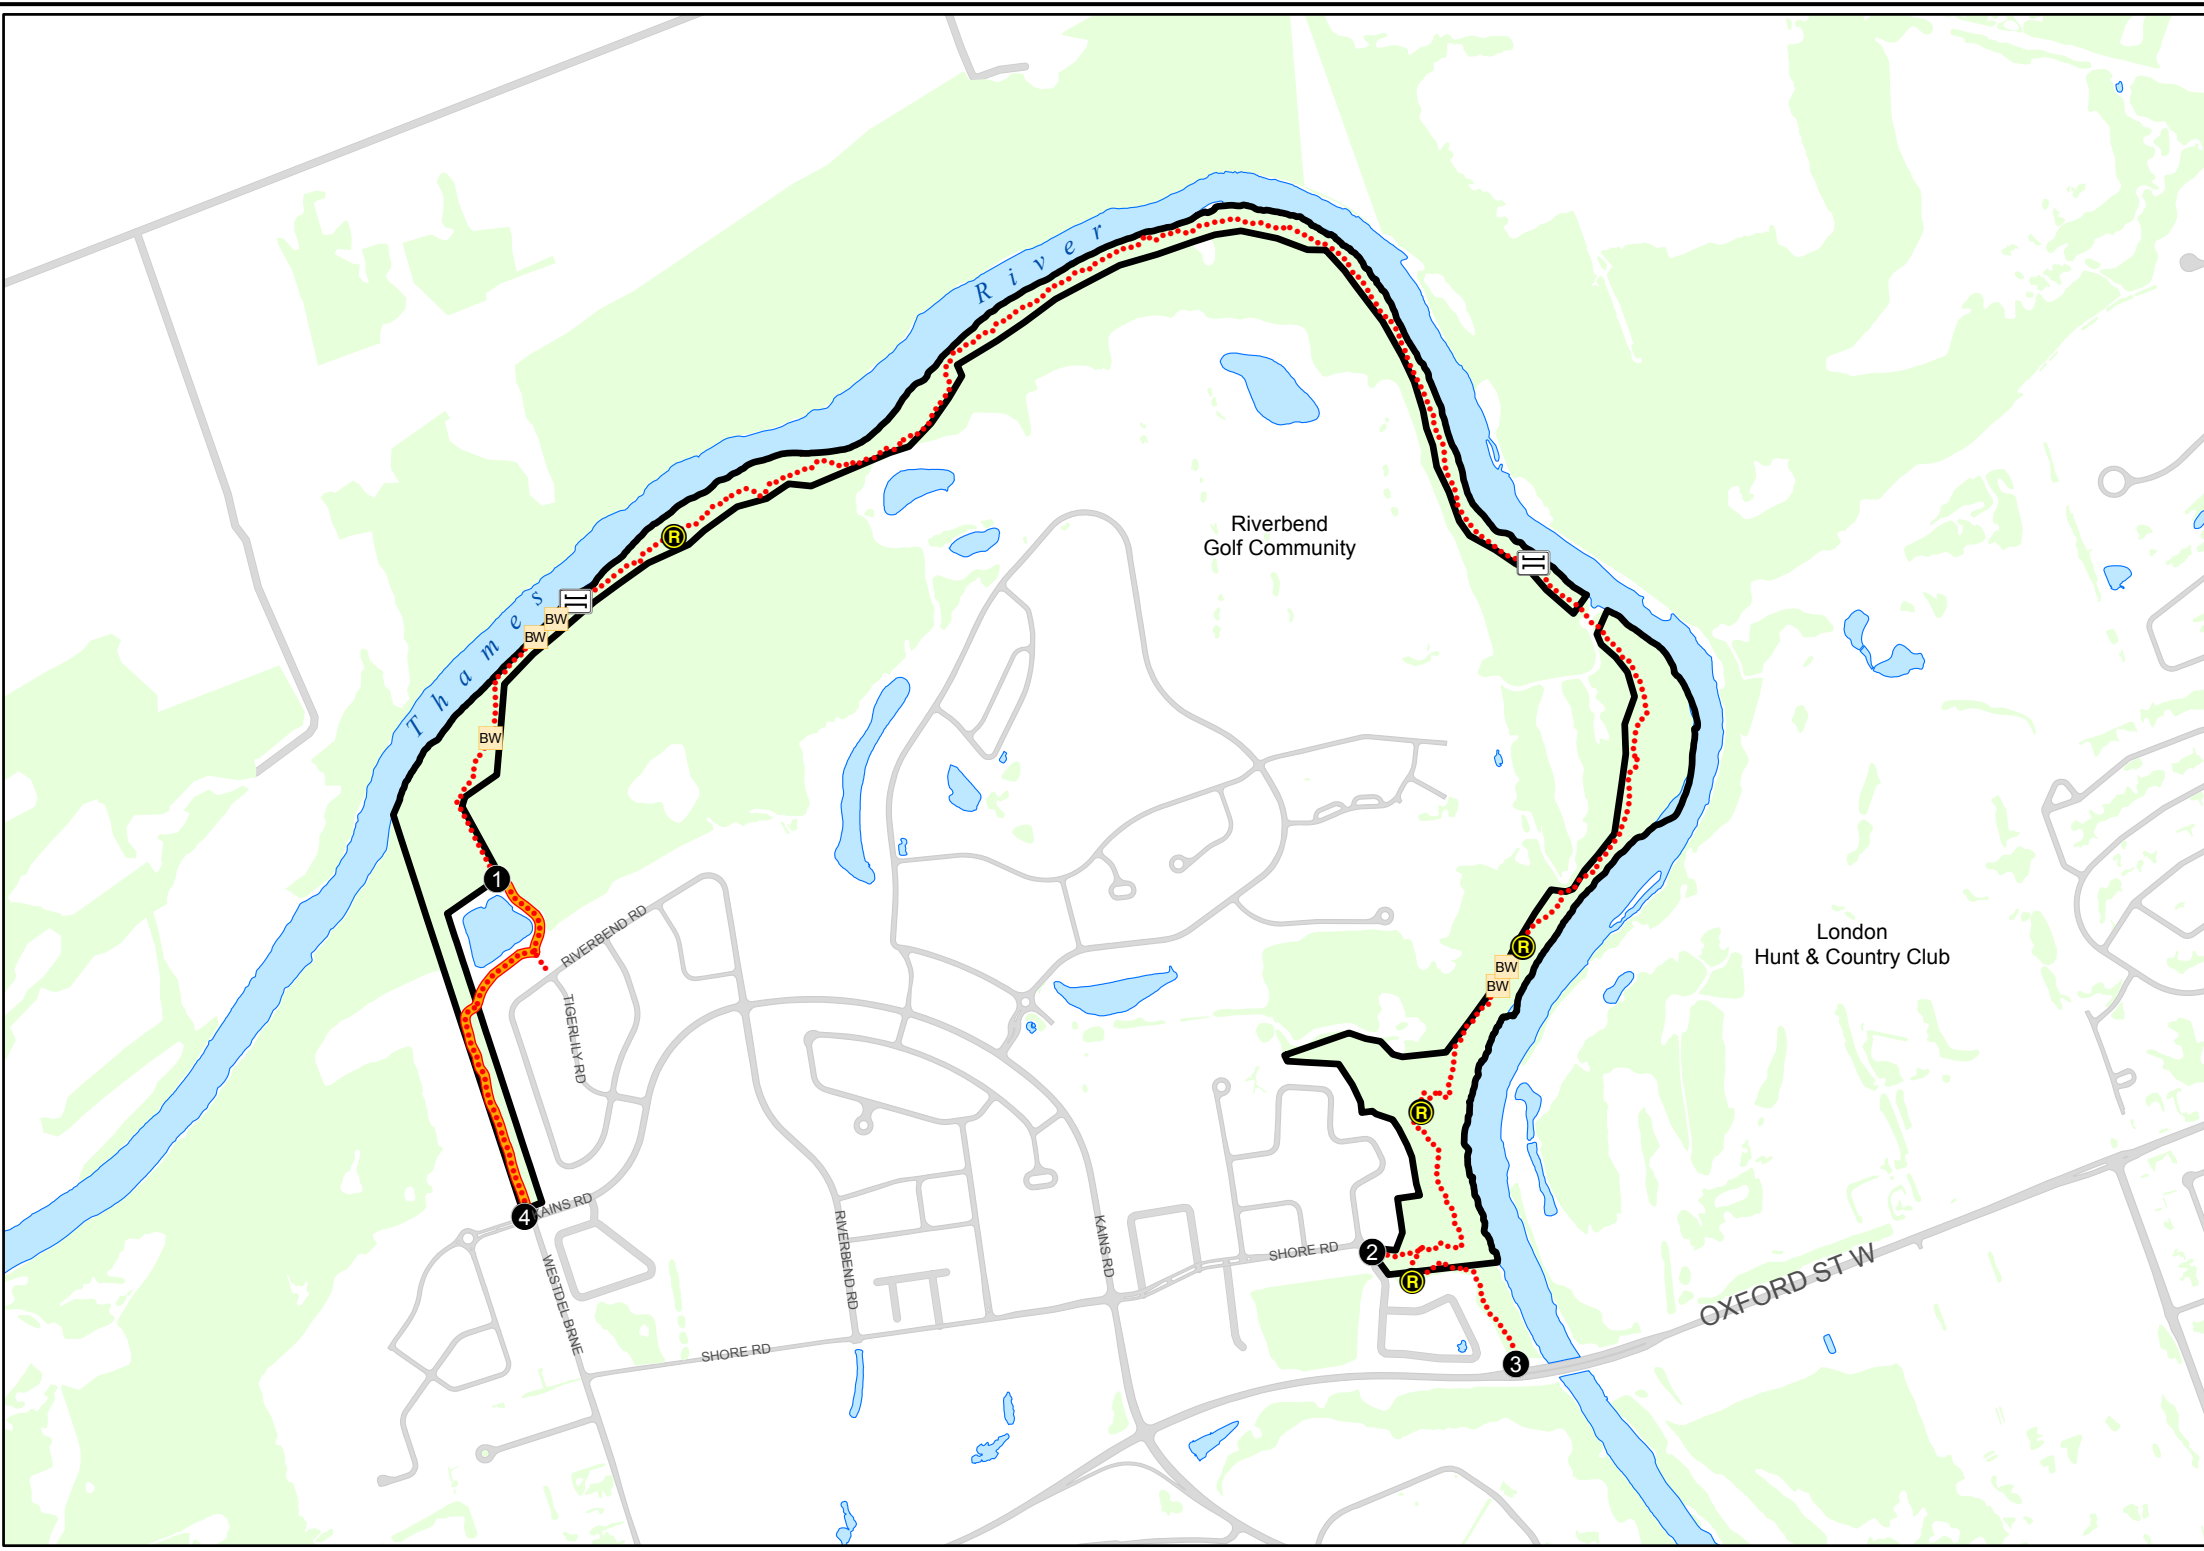 Thames River
R
BW
BW
BW
Riverbend
Golf Community
1
RIVERBEND RD
TIGERLILY RD
4
KAINS RD
WESTDEL BRNE
SHORE RD
RIVERBEND RD
KAINS RD
SHORE RD
2
R
R
R
BW
BW
3
OXFORD ST W
London
Hunt & Country Club